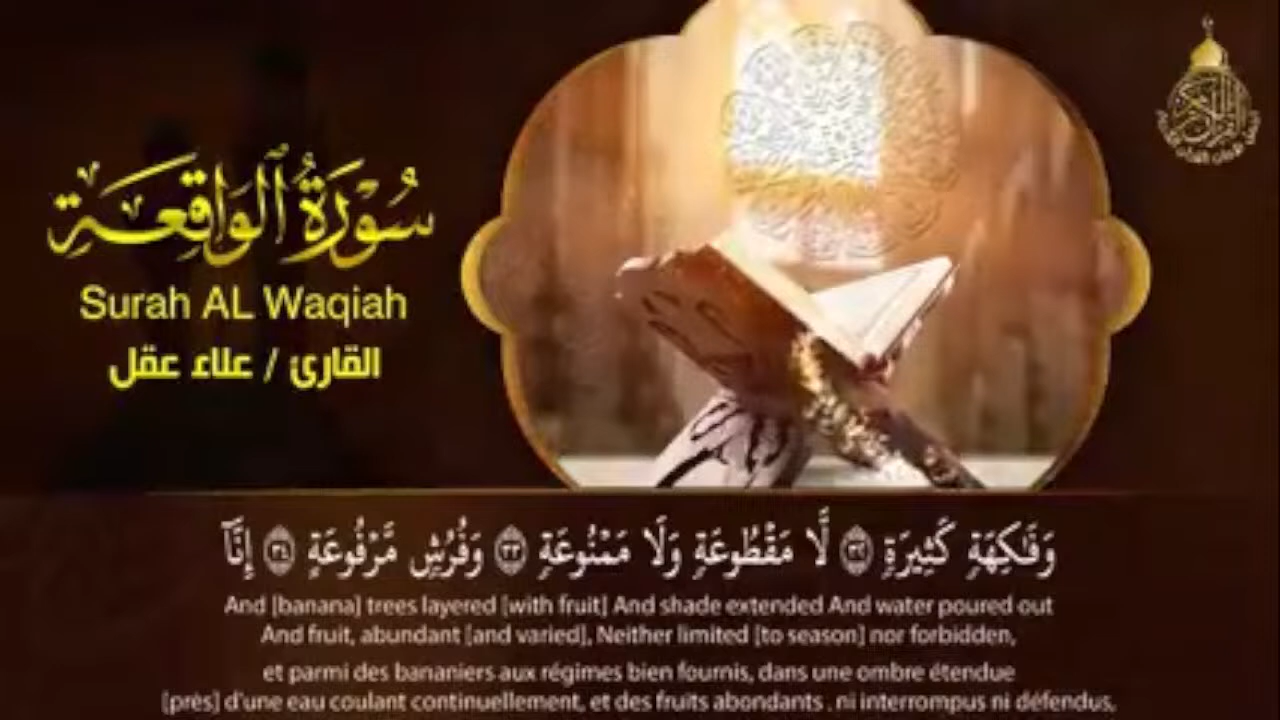 سُورَةُ ٱلْوَاقِعَةِ
Surah AL Waqiah
القارئ / علاء عقل
وَفَٰكِهَةٍ كَثِيرَةٍ ٣٢ لَّا مَقْطُوعَةٍ وَلَا مَمْنُوعَةٍ ٣٣ وَفُرُشٍ مَّرْفُوعَةٍ ٣٤ إِنَّآ
And [banana] trees layered [with fruit] And shade extended And water poured out
And fruit, abundant [and varied], Neither limited [to season] nor forbidden,
et parmi des bananiers aux régimes bien fournis, dans une ombre étendue
[près] d'une eau coulant continuellement, et des fruits abondants . ni interrompus ni défendus,